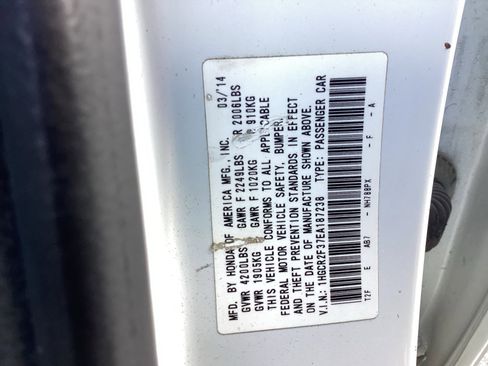 MFD. BY HONDA OF AMERICA MFG., INC. 03/14
GVWR 4200LBS GAWR F 2249LBS R 2006LBS
GVWR 1905KG GAWR F 1020KG R 910KG
THIS VEHICLE CONFORMS TO ALL APPLICABLE
FEDERAL MOTOR VEHICLE SAFETY, BUMPER,
AND THEFT PREVENTION STANDARDS IN EFFECT
ON THE DATE OF MANUFACTURE SHOWN ABOVE.
V.I.N.: 1HGCR2F37EA187238 TYPE: PASSENGER CAR
T2F E AB7 - NH788PX - F - A